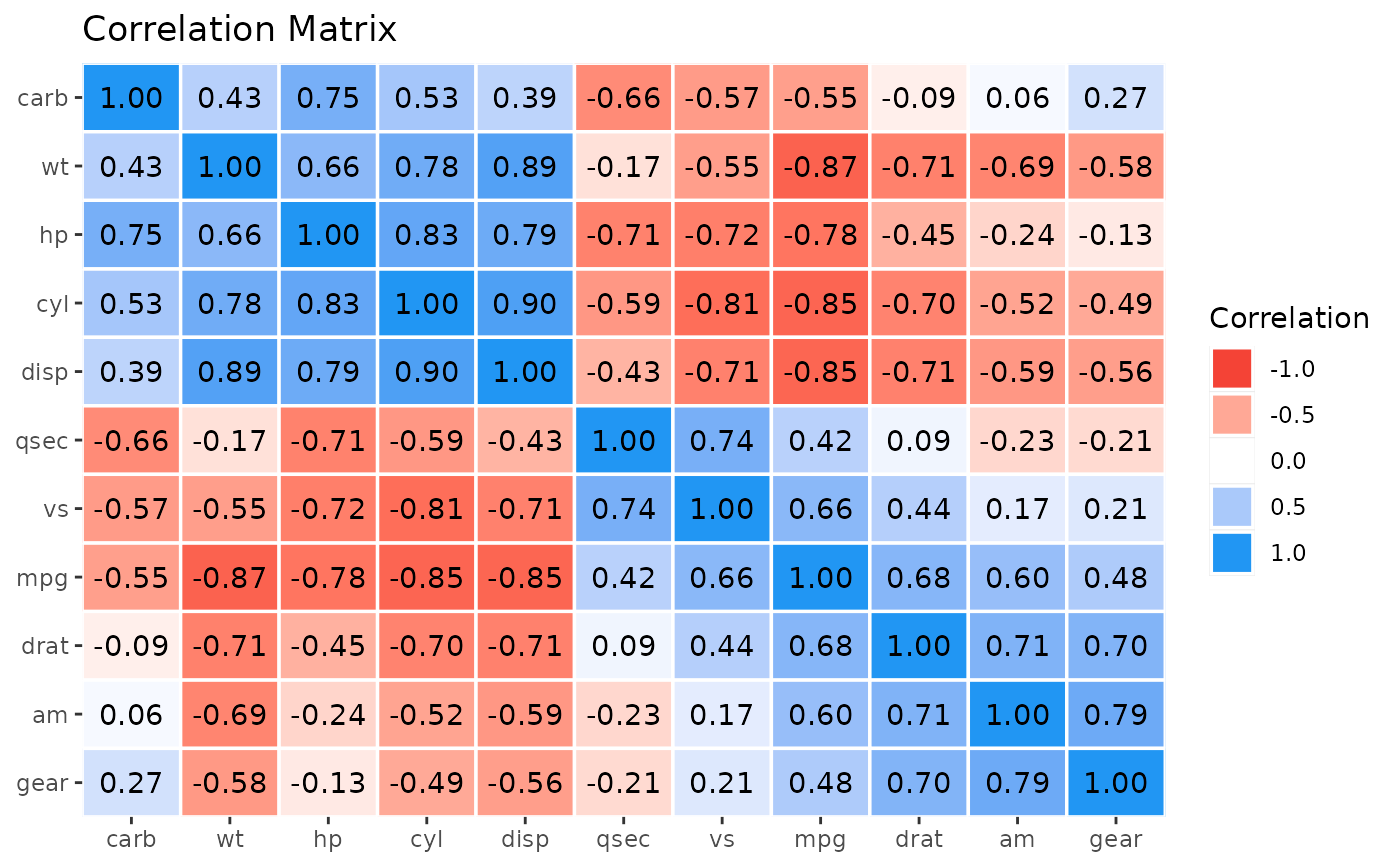 Correlation Matrix
carb 1.00 0.43 0.75 0.53 0.39 -0.66 -0.57 -0.55 -0.09 0.06 0.27
wt 0.43 1.00 0.66 0.78 0.89 -0.17 -0.55 -0.87 -0.71 -0.69 -0.58
hp 0.75 0.66 1.00 0.83 0.79 -0.71 -0.72 -0.78 -0.45 -0.24 -0.13
cyl 0.53 0.78 0.83 1.00 0.90 -0.59 -0.81 -0.85 -0.70 -0.52 -0.49
disp 0.39 0.89 0.79 0.90 1.00 -0.43 -0.71 -0.85 -0.71 -0.59 -0.56
qsec -0.66 -0.17 -0.71 -0.59 -0.43 1.00 0.74 0.42 0.09 -0.23 -0.21
vs -0.57 -0.55 -0.72 -0.81 -0.71 0.74 1.00 0.66 0.44 0.17 0.21
mpg -0.55 -0.87 -0.78 -0.85 -0.85 0.42 0.66 1.00 0.68 0.60 0.48
drat -0.09 -0.71 -0.45 -0.70 -0.71 0.09 0.44 0.68 1.00 0.71 0.70
am 0.06 -0.69 -0.24 -0.52 -0.59 -0.23 0.17 0.60 0.71 1.00 0.79
gear 0.27 -0.58 -0.13 -0.49 -0.56 -0.21 0.21 0.48 0.70 0.79 1.00
carb wt hp cyl disp qsec vs mpg drat am gear
Correlation
-1.0
-0.5
0.0
0.5
1.0